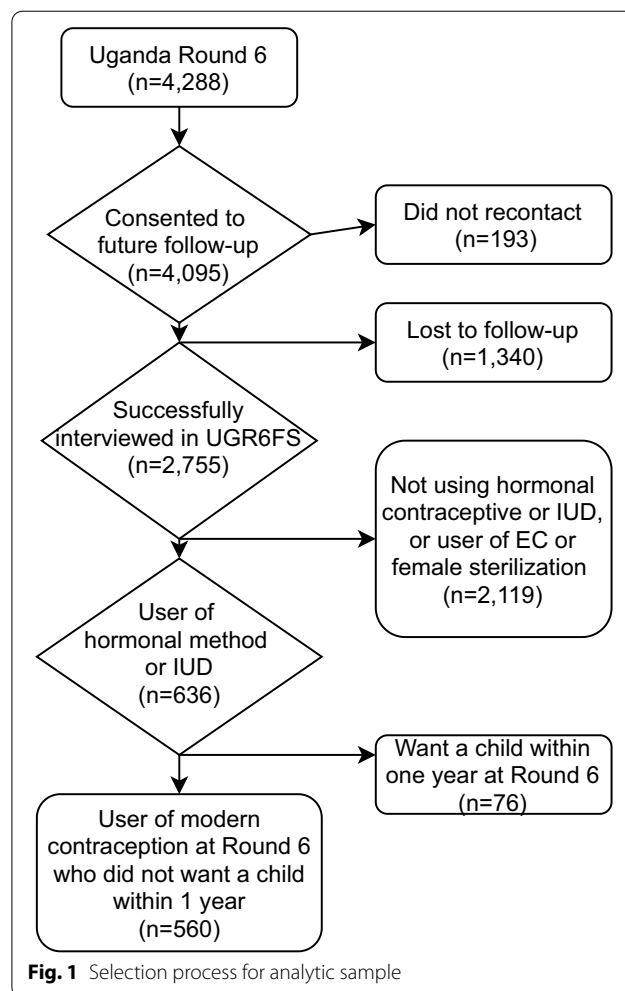 Uganda Round 6
(n=4,288)
Consented to
future follow-up
(n=4,095)
Did not recontact
(n=193)
Lost to follow-up
(n=1,340)
Successfully
interviewed in UGR6FS
(n=2,755)
Not using hormonal
contraceptive or IUD,
or user of EC or
female sterilization
(n=2,119)
User of
hormonal method
or IUD
(n=636)
Want a child within
one year at Round 6
(n=76)
User of modern
contraception at Round 6
who did not want a child
within 1 year
(n=560)
Fig. 1 Selection process for analytic sample